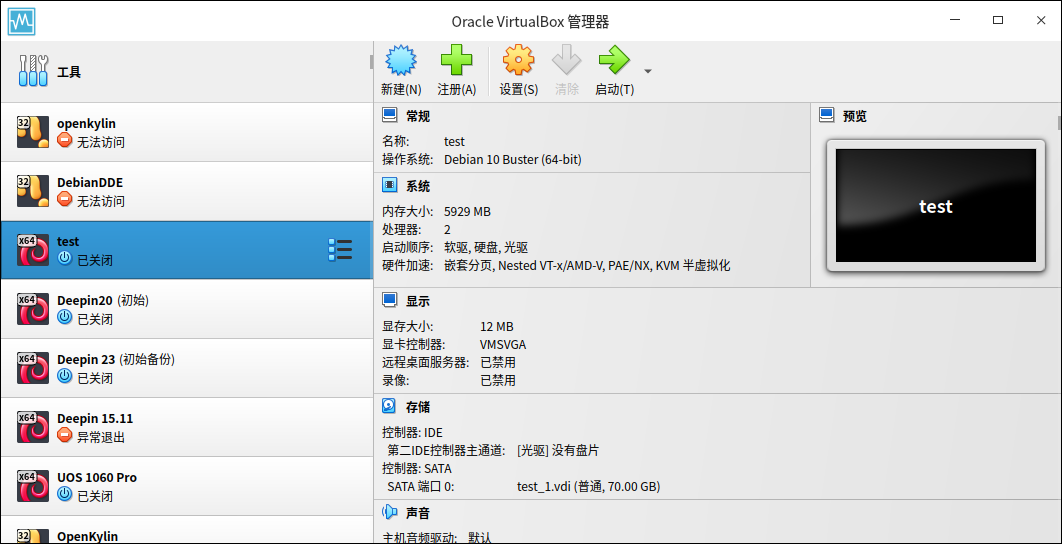 Oracle VirtualBox 管理器
工具
新建(N)
注册(A)
设置(S)
清除
启动(T)
32
openkylin
无法访问
32
DebianDDE
无法访问
x64
test
已关闭
x64
Deepin20 (初始)
已关闭
x64
Deepin 23 (初始备份)
已关闭
x64
Deepin 15.11
异常退出
x64
UOS 1060 Pro
已关闭
32
OpenKylin
常规
名称: test
操作系统: Debian 10 Buster (64-bit)
系统
内存大小: 5929 MB
处理器: 2
启动顺序: 软驱, 硬盘, 光驱
硬件加速: 嵌套分页, Nested VT-x/AMD-V, PAE/NX, KVM 半虚拟化
预览
test
显示
显存大小: 12 MB
显卡控制器: VMSVGA
远程桌面服务器: 已禁用
录像: 已禁用
存储
控制器: IDE
第二IDE控制器主通道: [光驱] 没有盘片
控制器: SATA
SATA 端口 0: test_1.vdi (普通, 70.00 GB)
声音
主机音频驱动: 默认